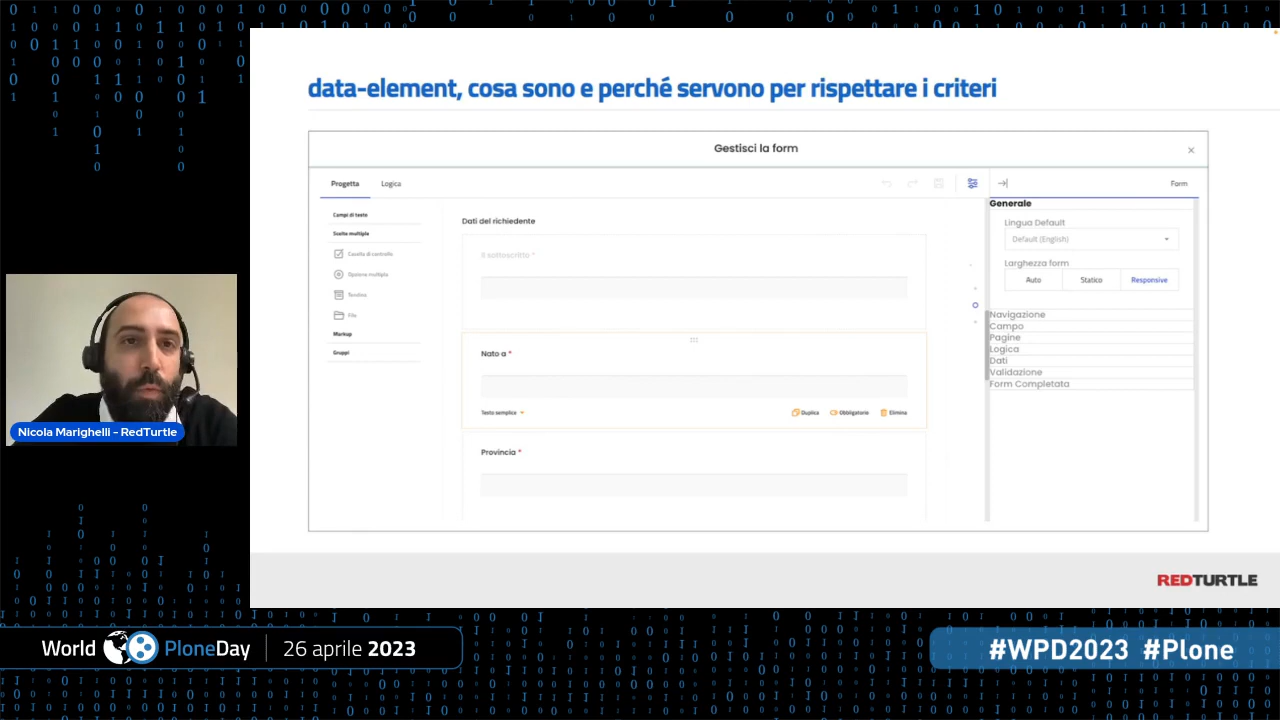 data-element, cosa sono e perché servono per rispettare i criteri
Gestisci la form
Progetta
Logica
Form
Campi di testo
Scelte multiple
Casella di controllo
Opzione multipla
Tendina
File
Markup
Gruppi
Dati del richiedente
Il sottoscritto *
Nato a *
Testo semplice
Duplica
Obbligatorio
Elimina
Provincia *
Generale
Lingua Default
Default (English)
Larghezza form
Auto
Statico
Responsive
Navigazione
Campo
Pagine
Logica
Dati
Validazione
Form Completata
Nicola Marighelli - RedTurtle
REDTURTLE
World PloneDay | 26 aprile 2023
#WPD2023 #Plone